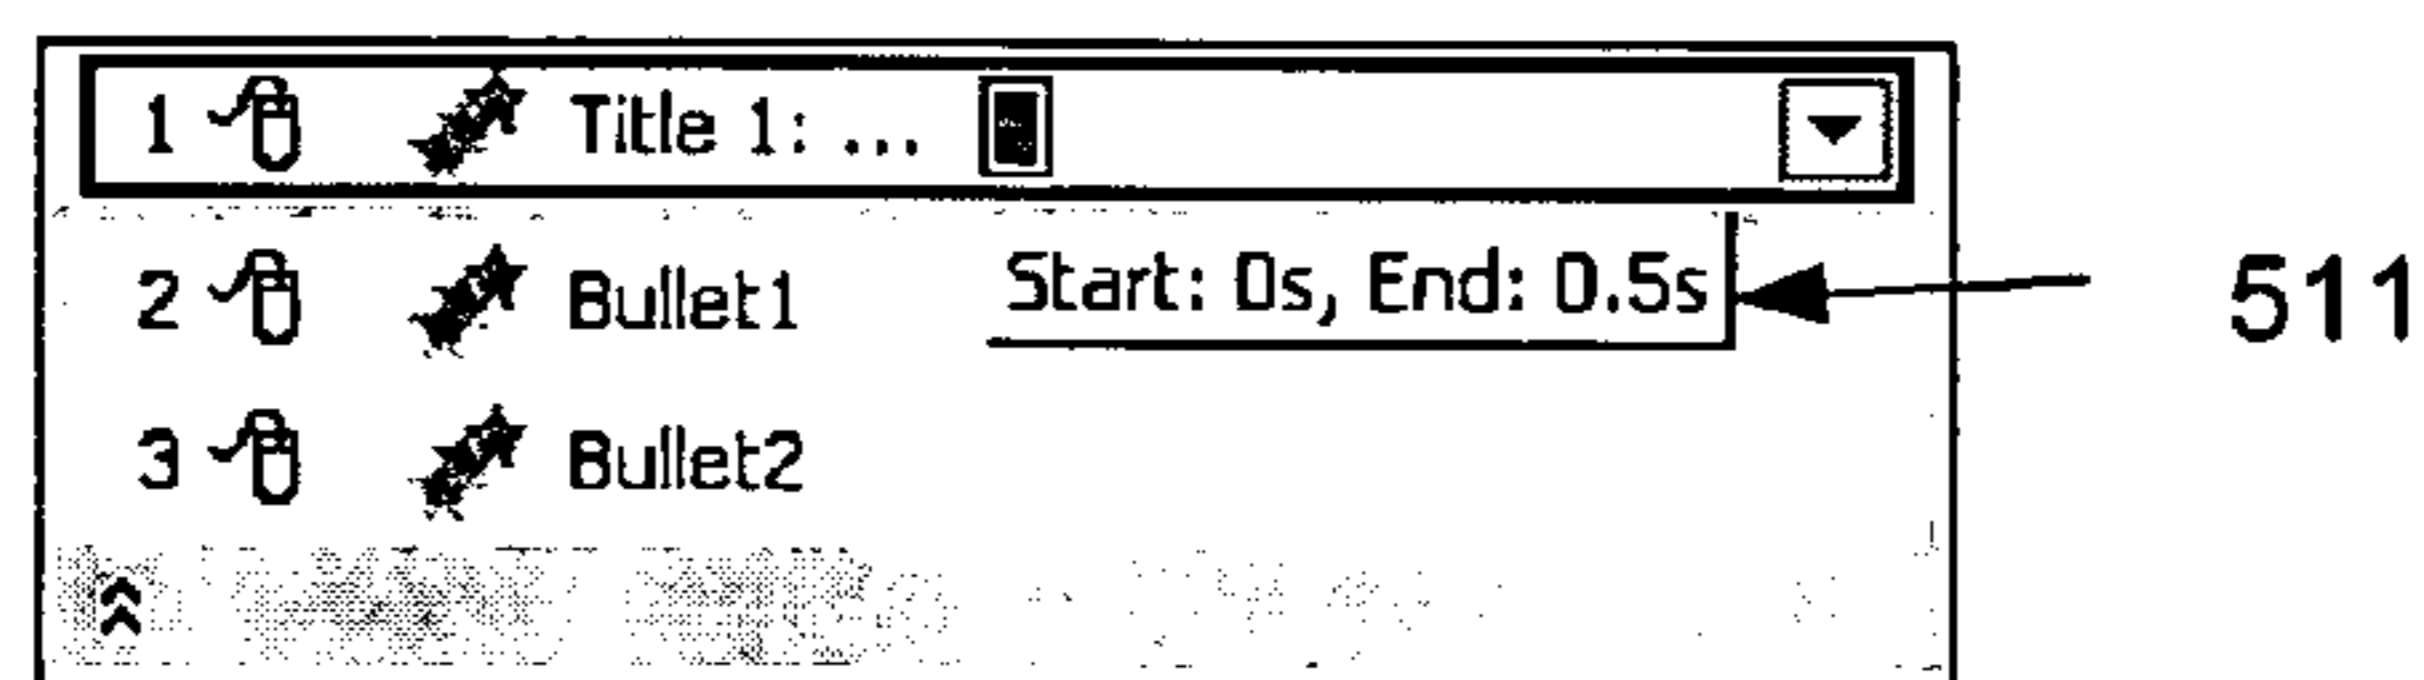 1 Title 1: ...
2 Bullet1 Start: 0s, End: 0.5s 511
3 Bullet2